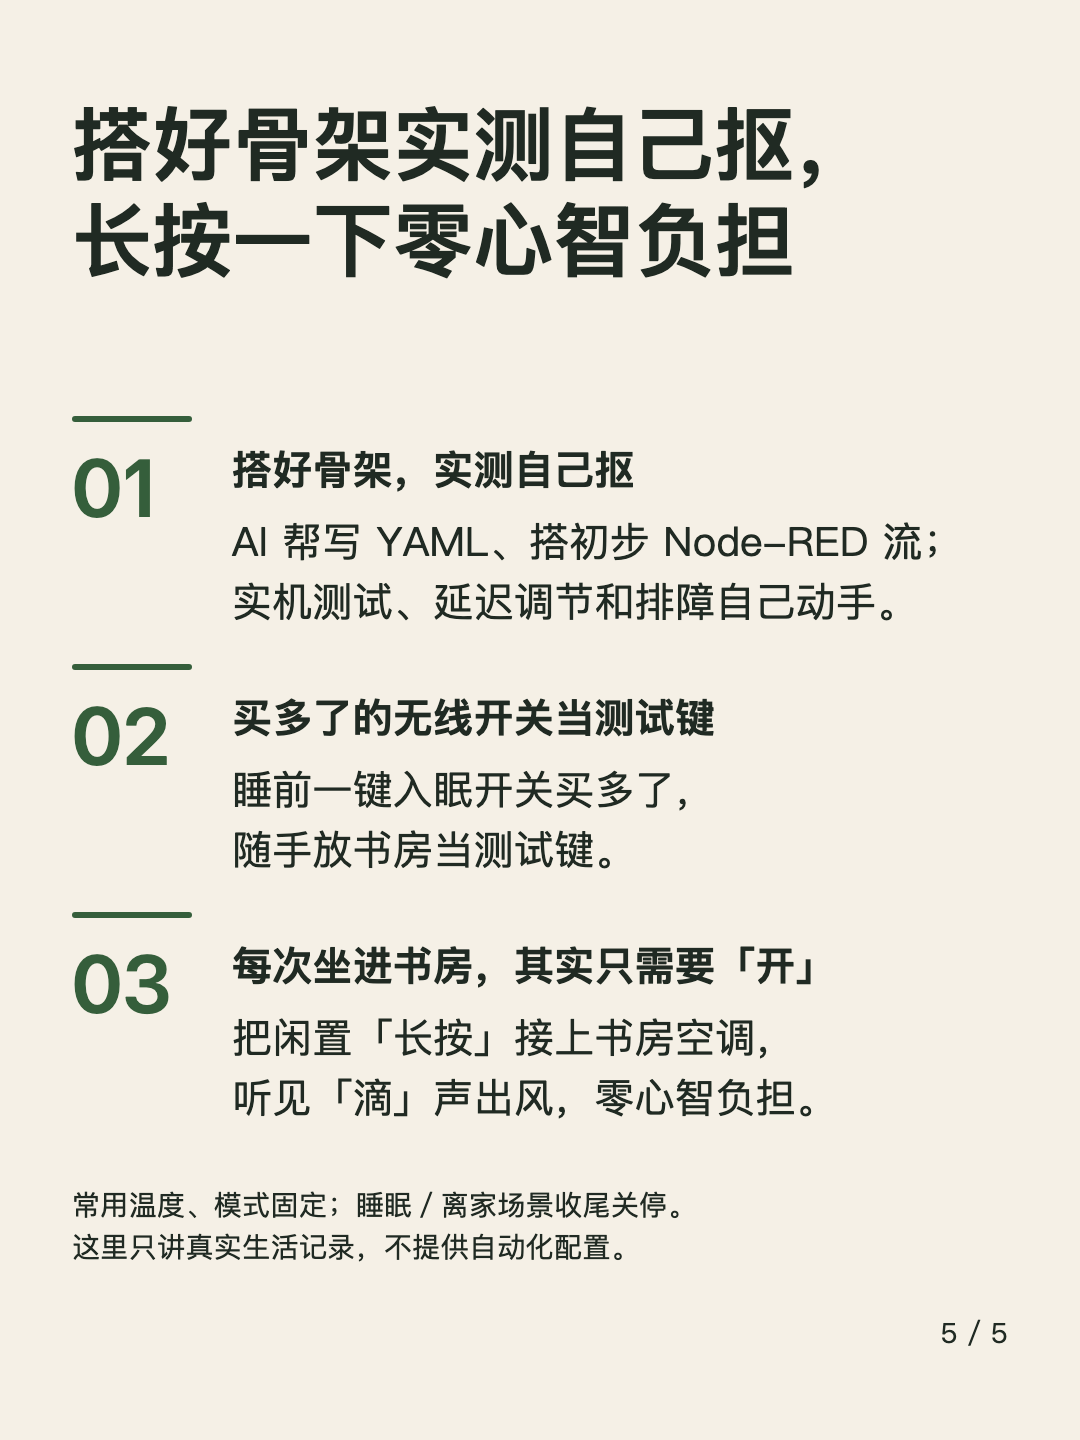 搭好骨架实测自己抠，
长按一下零心智负担
01
搭好骨架，实测自己抠
AI 帮写 YAML、搭初步 Node-RED 流；
实机测试、延迟调节和排障自己动手。
02
买多了的无线开关当测试键
睡前一键入眠开关买多了，
随手放书房当测试键。
03
每次坐进书房，其实只需要「开」
把闲置「长按」接上书房空调，
听见「滴」声出风，零心智负担。
常用温度、模式固定；睡眠 / 离家场景收尾关停。
这里只讲真实生活记录，不提供自动化配置。
5 / 5